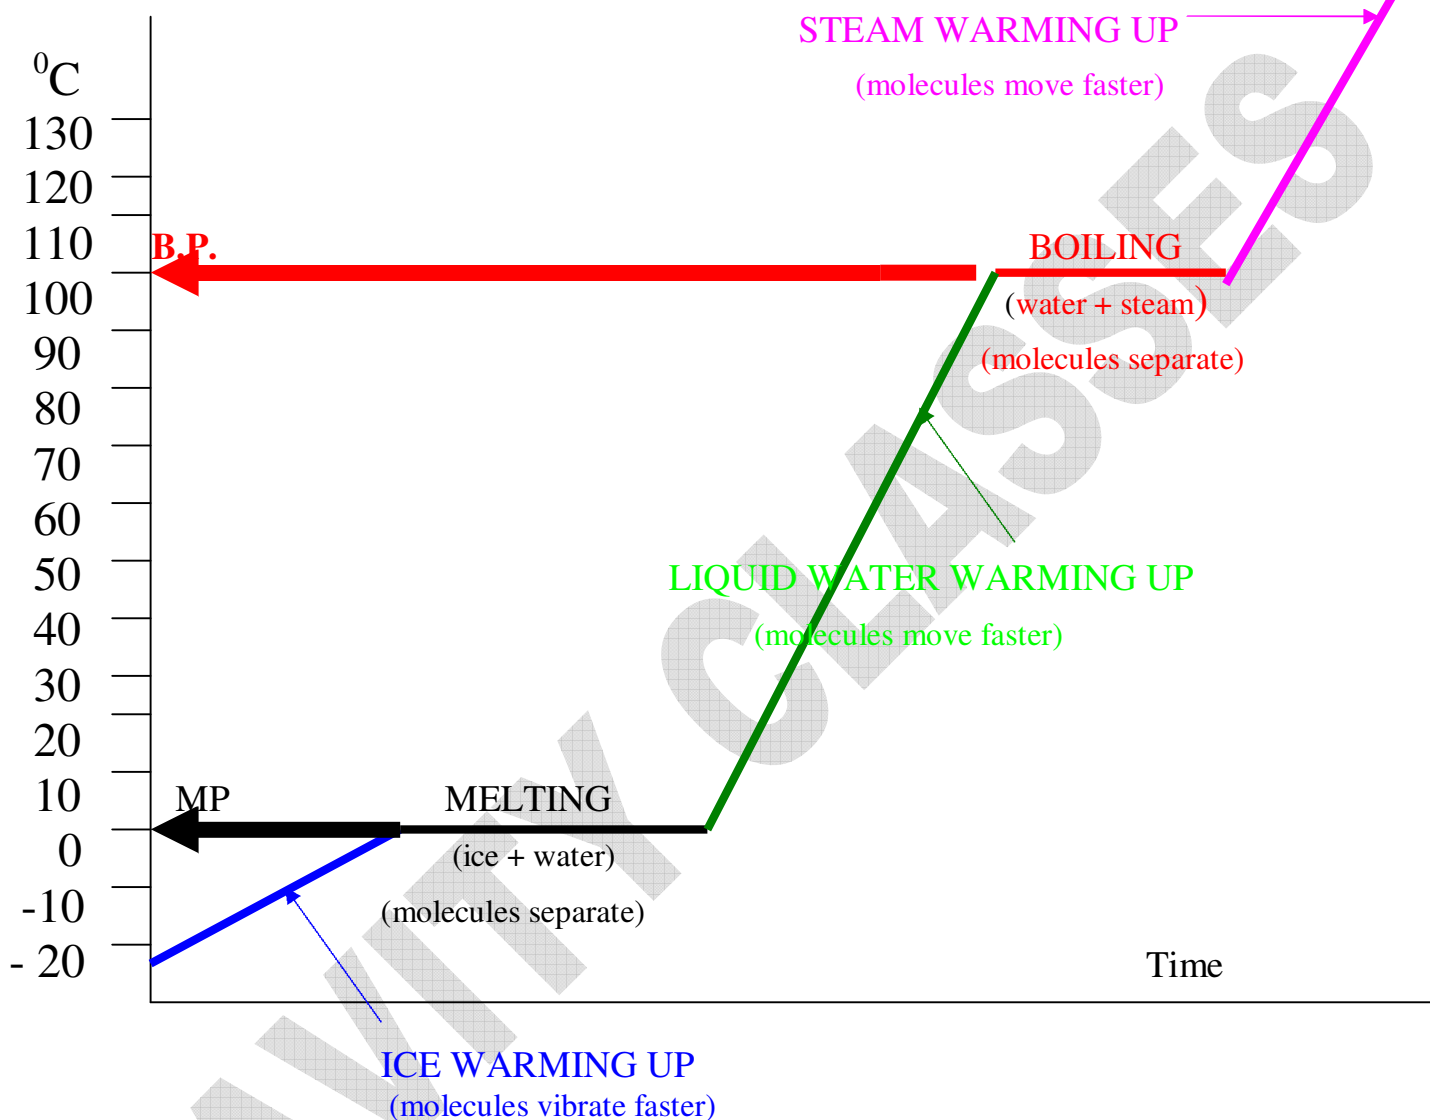 STEAM WARMING UP
(molecules move faster)
⁰C
130
120
110
B.P.
BOILING
100
(water + steam)
90
(molecules separate)
80
70
60
50
LIQUID WATER WARMING UP
40
(molecules move faster)
30
20
10
MP
MELTING
0
(ice + water)
-10
(molecules separate)
- 20
Time
ICE WARMING UP
(molecules vibrate faster)
CLASSES